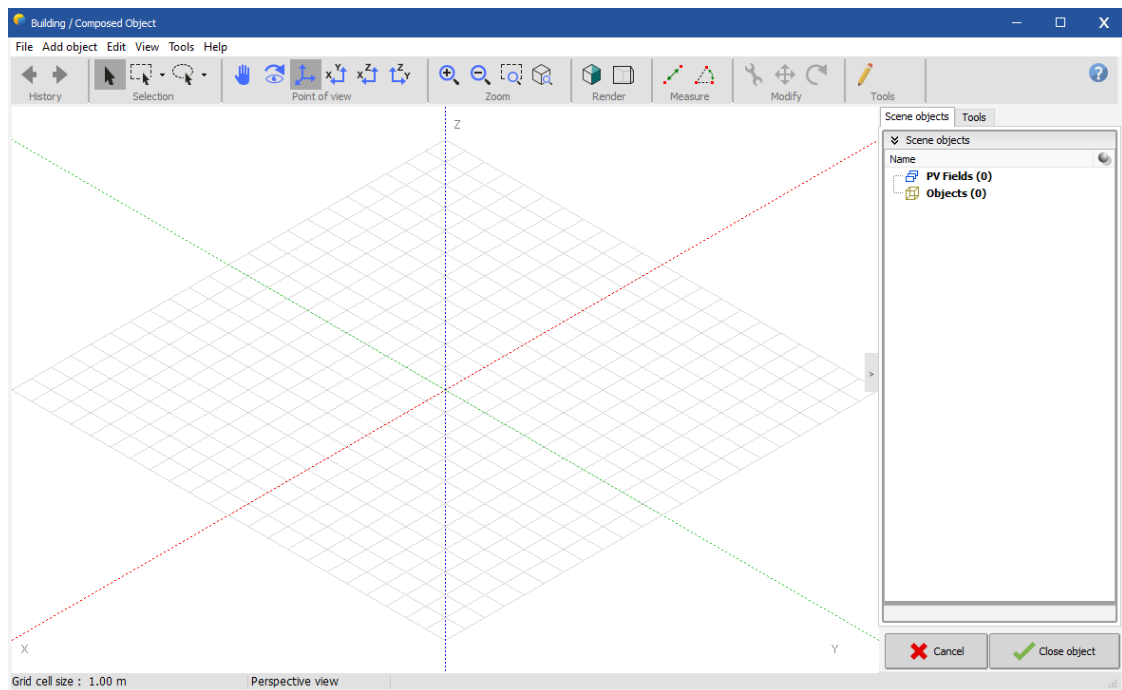 Building / Composed Object
File Add object Edit View Tools Help
History Selection Point of view Zoom Render Measure Modify Tools
X Y X Z Z Y
Scene objects Tools
Scene objects
Name
PV Fields (0)
Objects (0)
Z
>
X
Y
Cancel Close object
Grid cell size : 1.00 m Perspective view